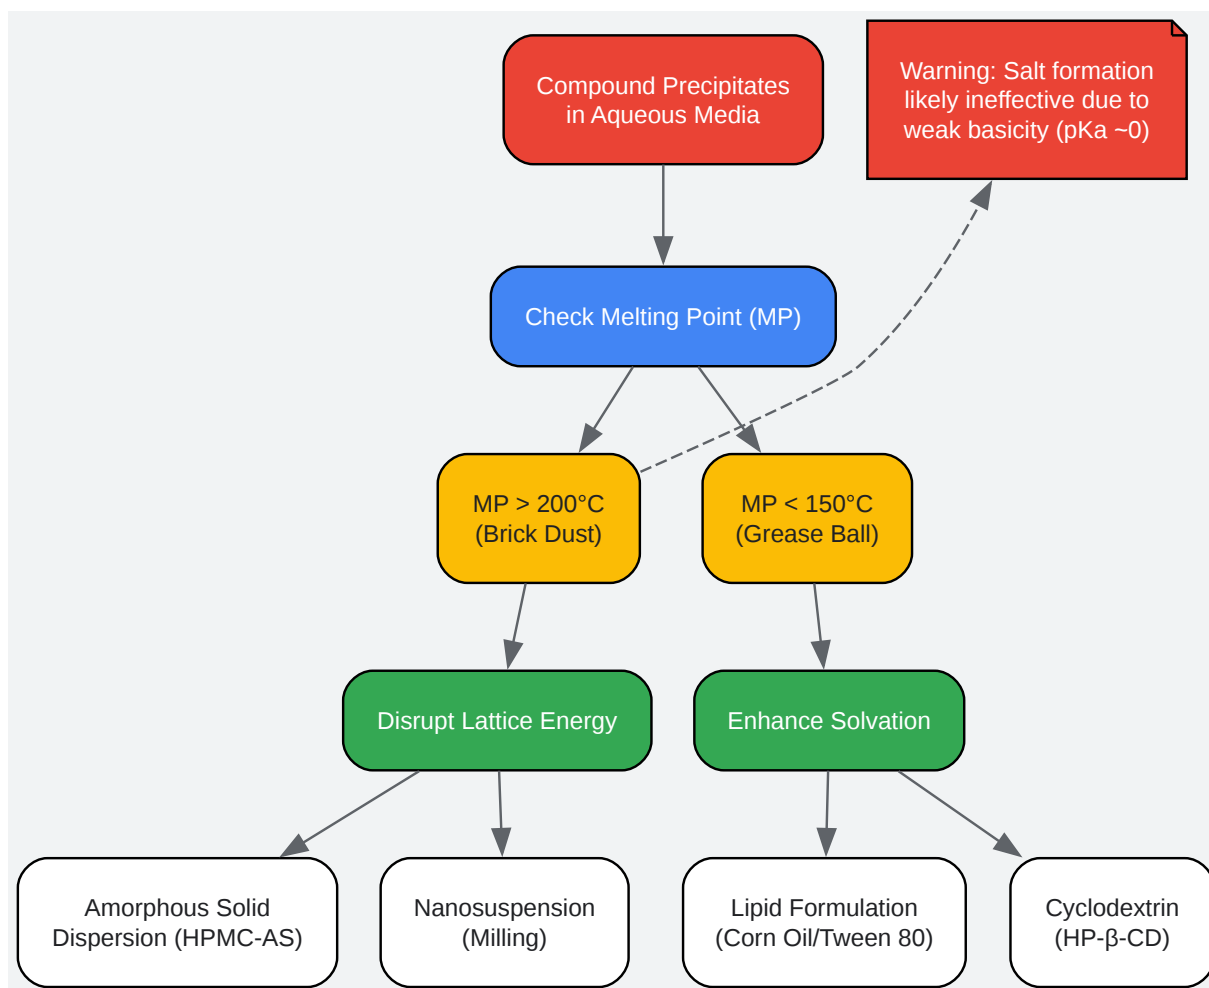 Compound Precipitates
in Aqueous Media
Warning: Salt formation
likely ineffective due to
weak basicity (pKa ~0)
Check Melting Point (MP)
MP > 200°C
(Brick Dust)
MP < 150°C
(Grease Ball)
Disrupt Lattice Energy
Enhance Solvation
Amorphous Solid
Dispersion (HPMC-AS)
Nanosuspension
(Milling)
Lipid Formulation
(Corn Oil/Tween 80)
Cyclodextrin
(HP-β-CD)